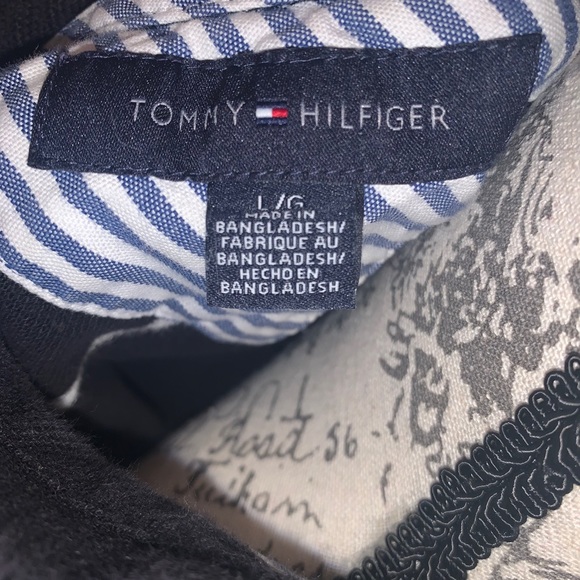 TOMMY HILFIGER
L/G
MADE IN
BANGLADESH/
FABRIQUE AU
BANGLADESH/
HECHO EN
BANGLADESH
Road 56